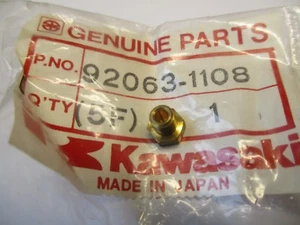 GENUINE PARTS
P.NO. 92063-1108
Q'TY (5F) 1
Kawasaki
MADE IN JAPAN